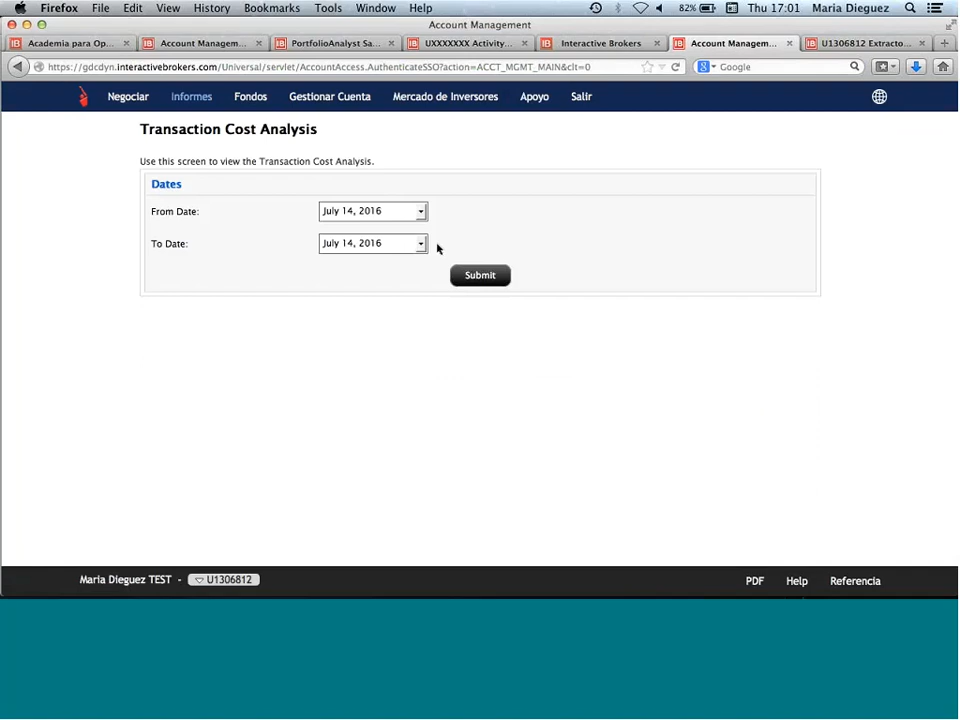 Firefox File Edit View History Bookmarks Tools Window Help 82% Thu 17:01 Maria Dieguez
Account Management
Academia para Op... Account Managem... PortfolioAnalyst Sa... UXXXXXXX Activity... Interactive Brokers Account Managem... U1306812 Extracto...
https://gdcdyn.interactivebrokers.com/Universal/servlet/AccountAccess.AuthenticateSSO?action=ACCT_MGMT_MAIN&clt=0 Google
Negociar Informes Fondos Gestionar Cuenta Mercado de Inversores Apoyo Salir
Transaction Cost Analysis
Use this screen to view the Transaction Cost Analysis.
Dates
From Date: July 14, 2016
To Date: July 14, 2016
Submit
Maria Dieguez TEST - U1306812 PDF Help Referencia